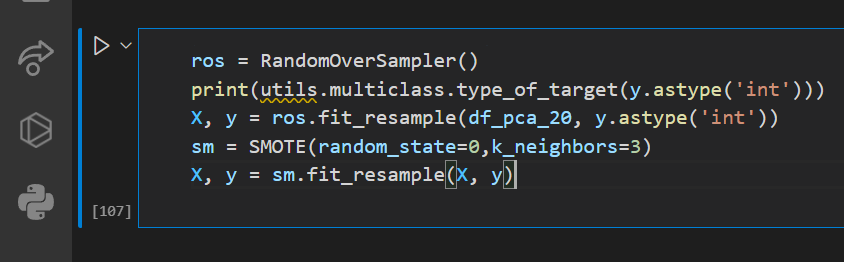 ros = RandomOverSampler()
print(utils.multiclass.type_of_target(y.astype('int')))
X, y = ros.fit_resample(df_pca_20, y.astype('int'))
sm = SMOTE(random_state=0,k_neighbors=3)
X, y = sm.fit_resample(X, y)
[107]